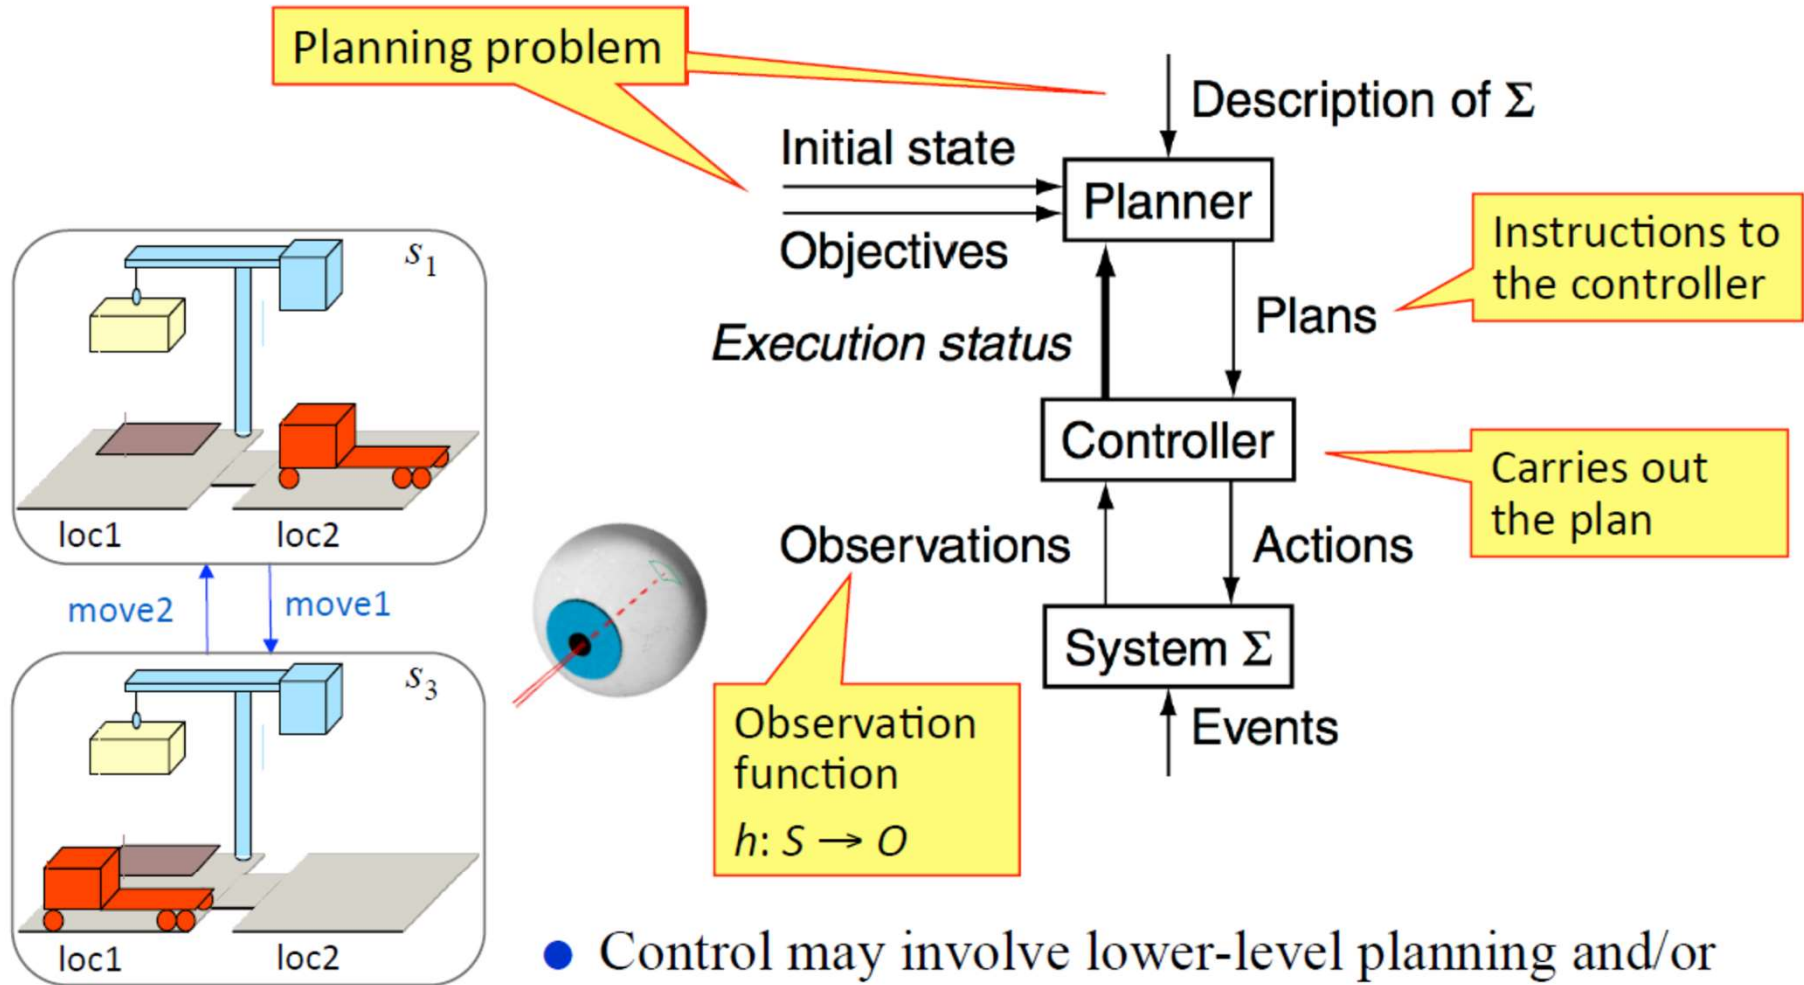 Planning problem
Description of Σ
Initial state
Planner
Objectives
Instructions to
the controller
s1
Plans
Execution status
Controller
Carries out
the plan
loc1
loc2
Observations
Actions
move2
move1
System Σ
s3
Observation
function
h: S → O
Events
loc1
loc2
● Control may involve lower-level planning and/or